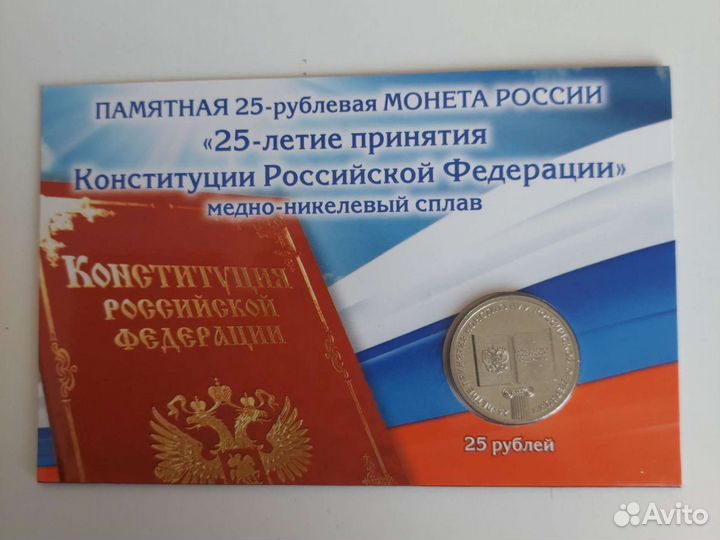 ПАМЯТНАЯ 25-рублевая МОНЕТА РОССИИ
«25-летие принятия
Конституции Российской Федерации»
медно-никелевый сплав
Конституция
РОССИЙСКОЙ
ФЕДЕРАЦИИ
25 рублей
Avito